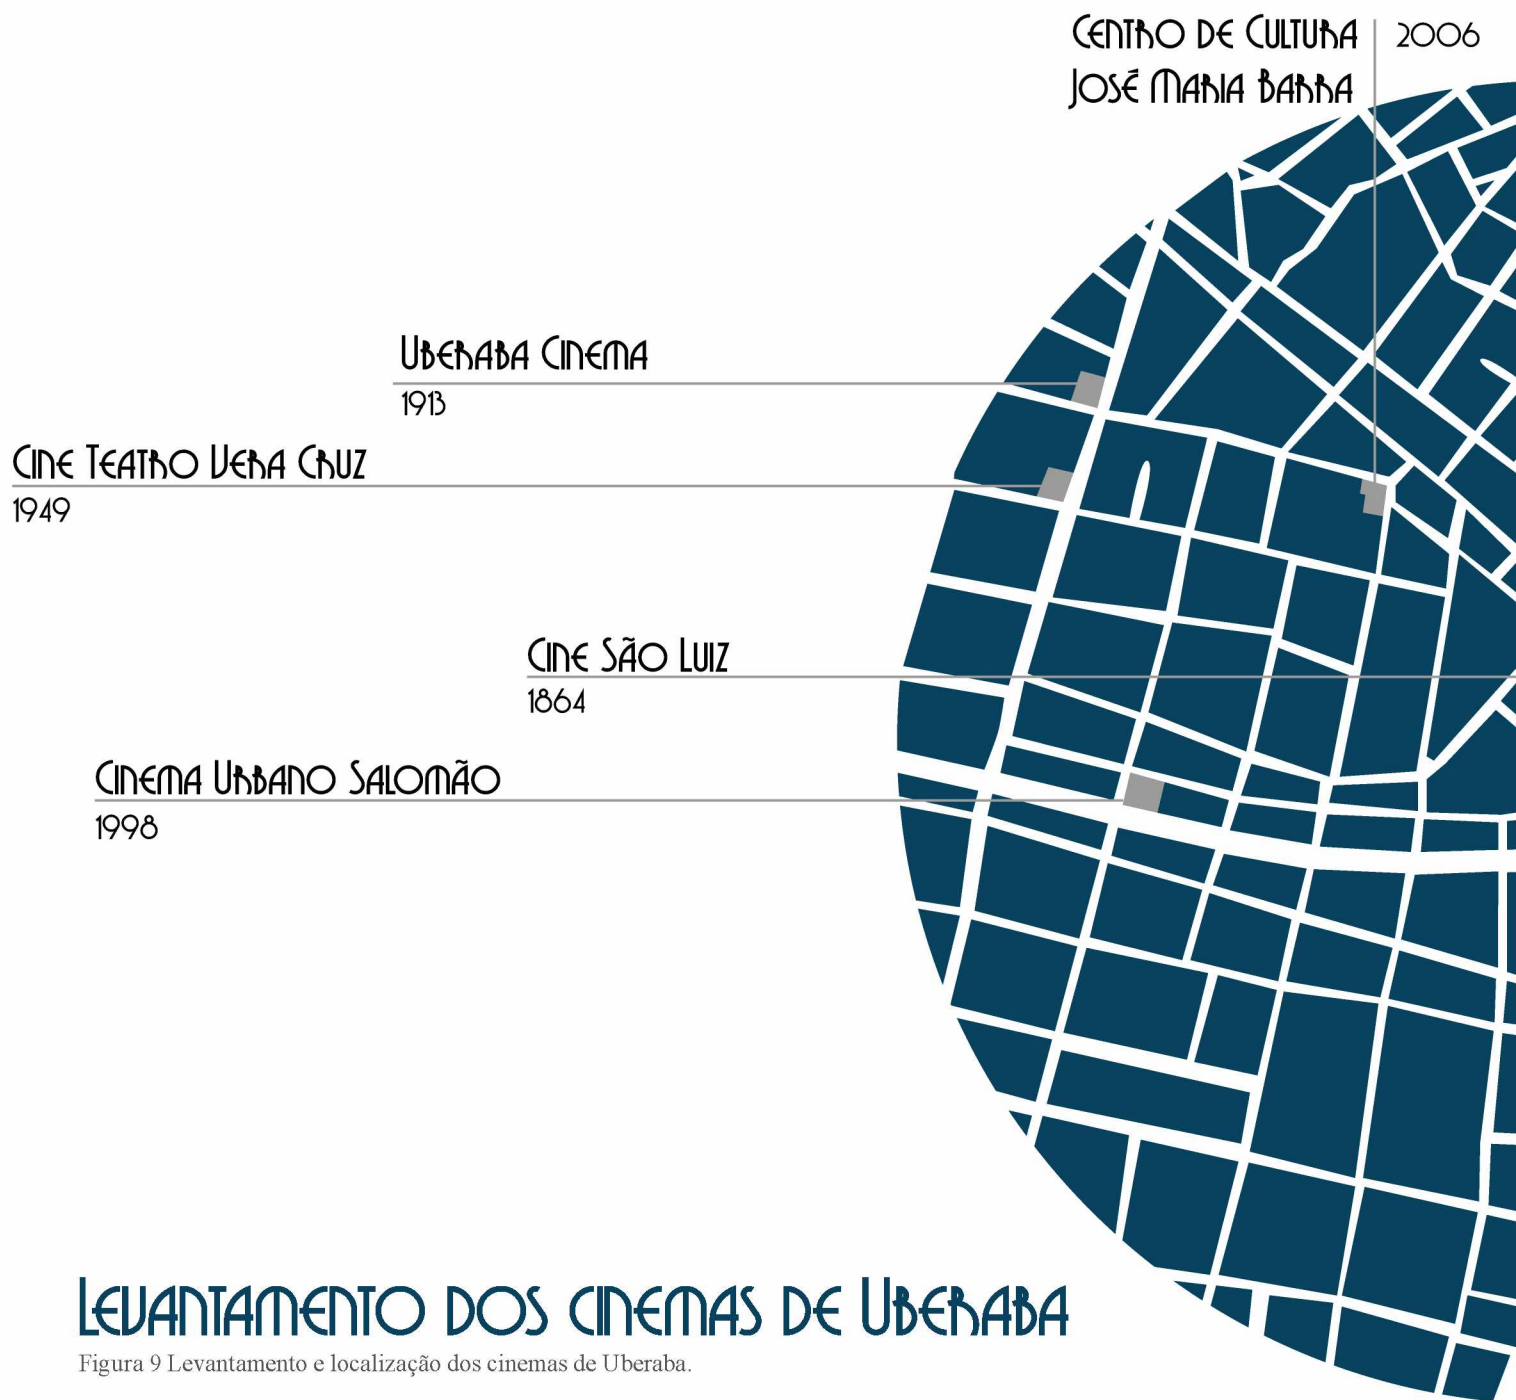 Centro de Cultura
José Maria Barra
2006
Uberaba Cinema
1913
Cine Teatro Vera Cruz
1949
Cine São Luiz
1864
Cinema Urbano Salomão
1998
Levantamento dos cinemas de Uberaba
Figura 9 Levantamento e localização dos cinemas de Uberaba.